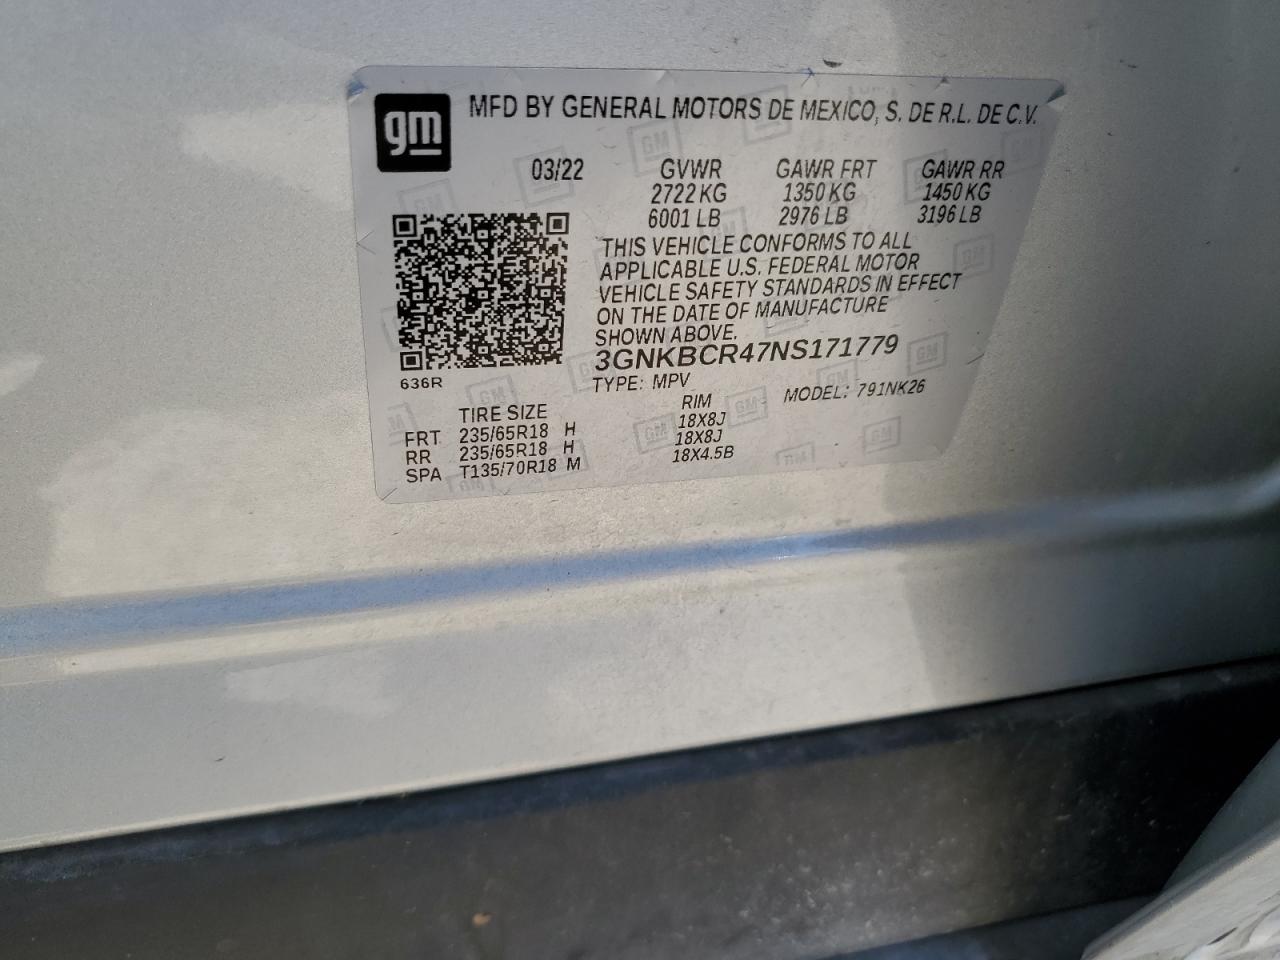 gm
MFD BY GENERAL MOTORS DE MEXICO, S. DE R.L. DE C.V.
03/22 GVWR GAWR FRT GAWR RR
2722 KG 1350 KG 1450 KG
6001 LB 2976 LB 3196 LB
THIS VEHICLE CONFORMS TO ALL
APPLICABLE U.S. FEDERAL MOTOR
VEHICLE SAFETY STANDARDS IN EFFECT
ON THE DATE OF MANUFACTURE
SHOWN ABOVE.
3GNKBCR47NS171779
636R
TYPE: MPV MODEL: 791NK26
TIRE SIZE RIM
FRT 235/65R18 H 18X8J
RR 235/65R18 H 18X8J
SPA T135/70R18 M 18X4.5B